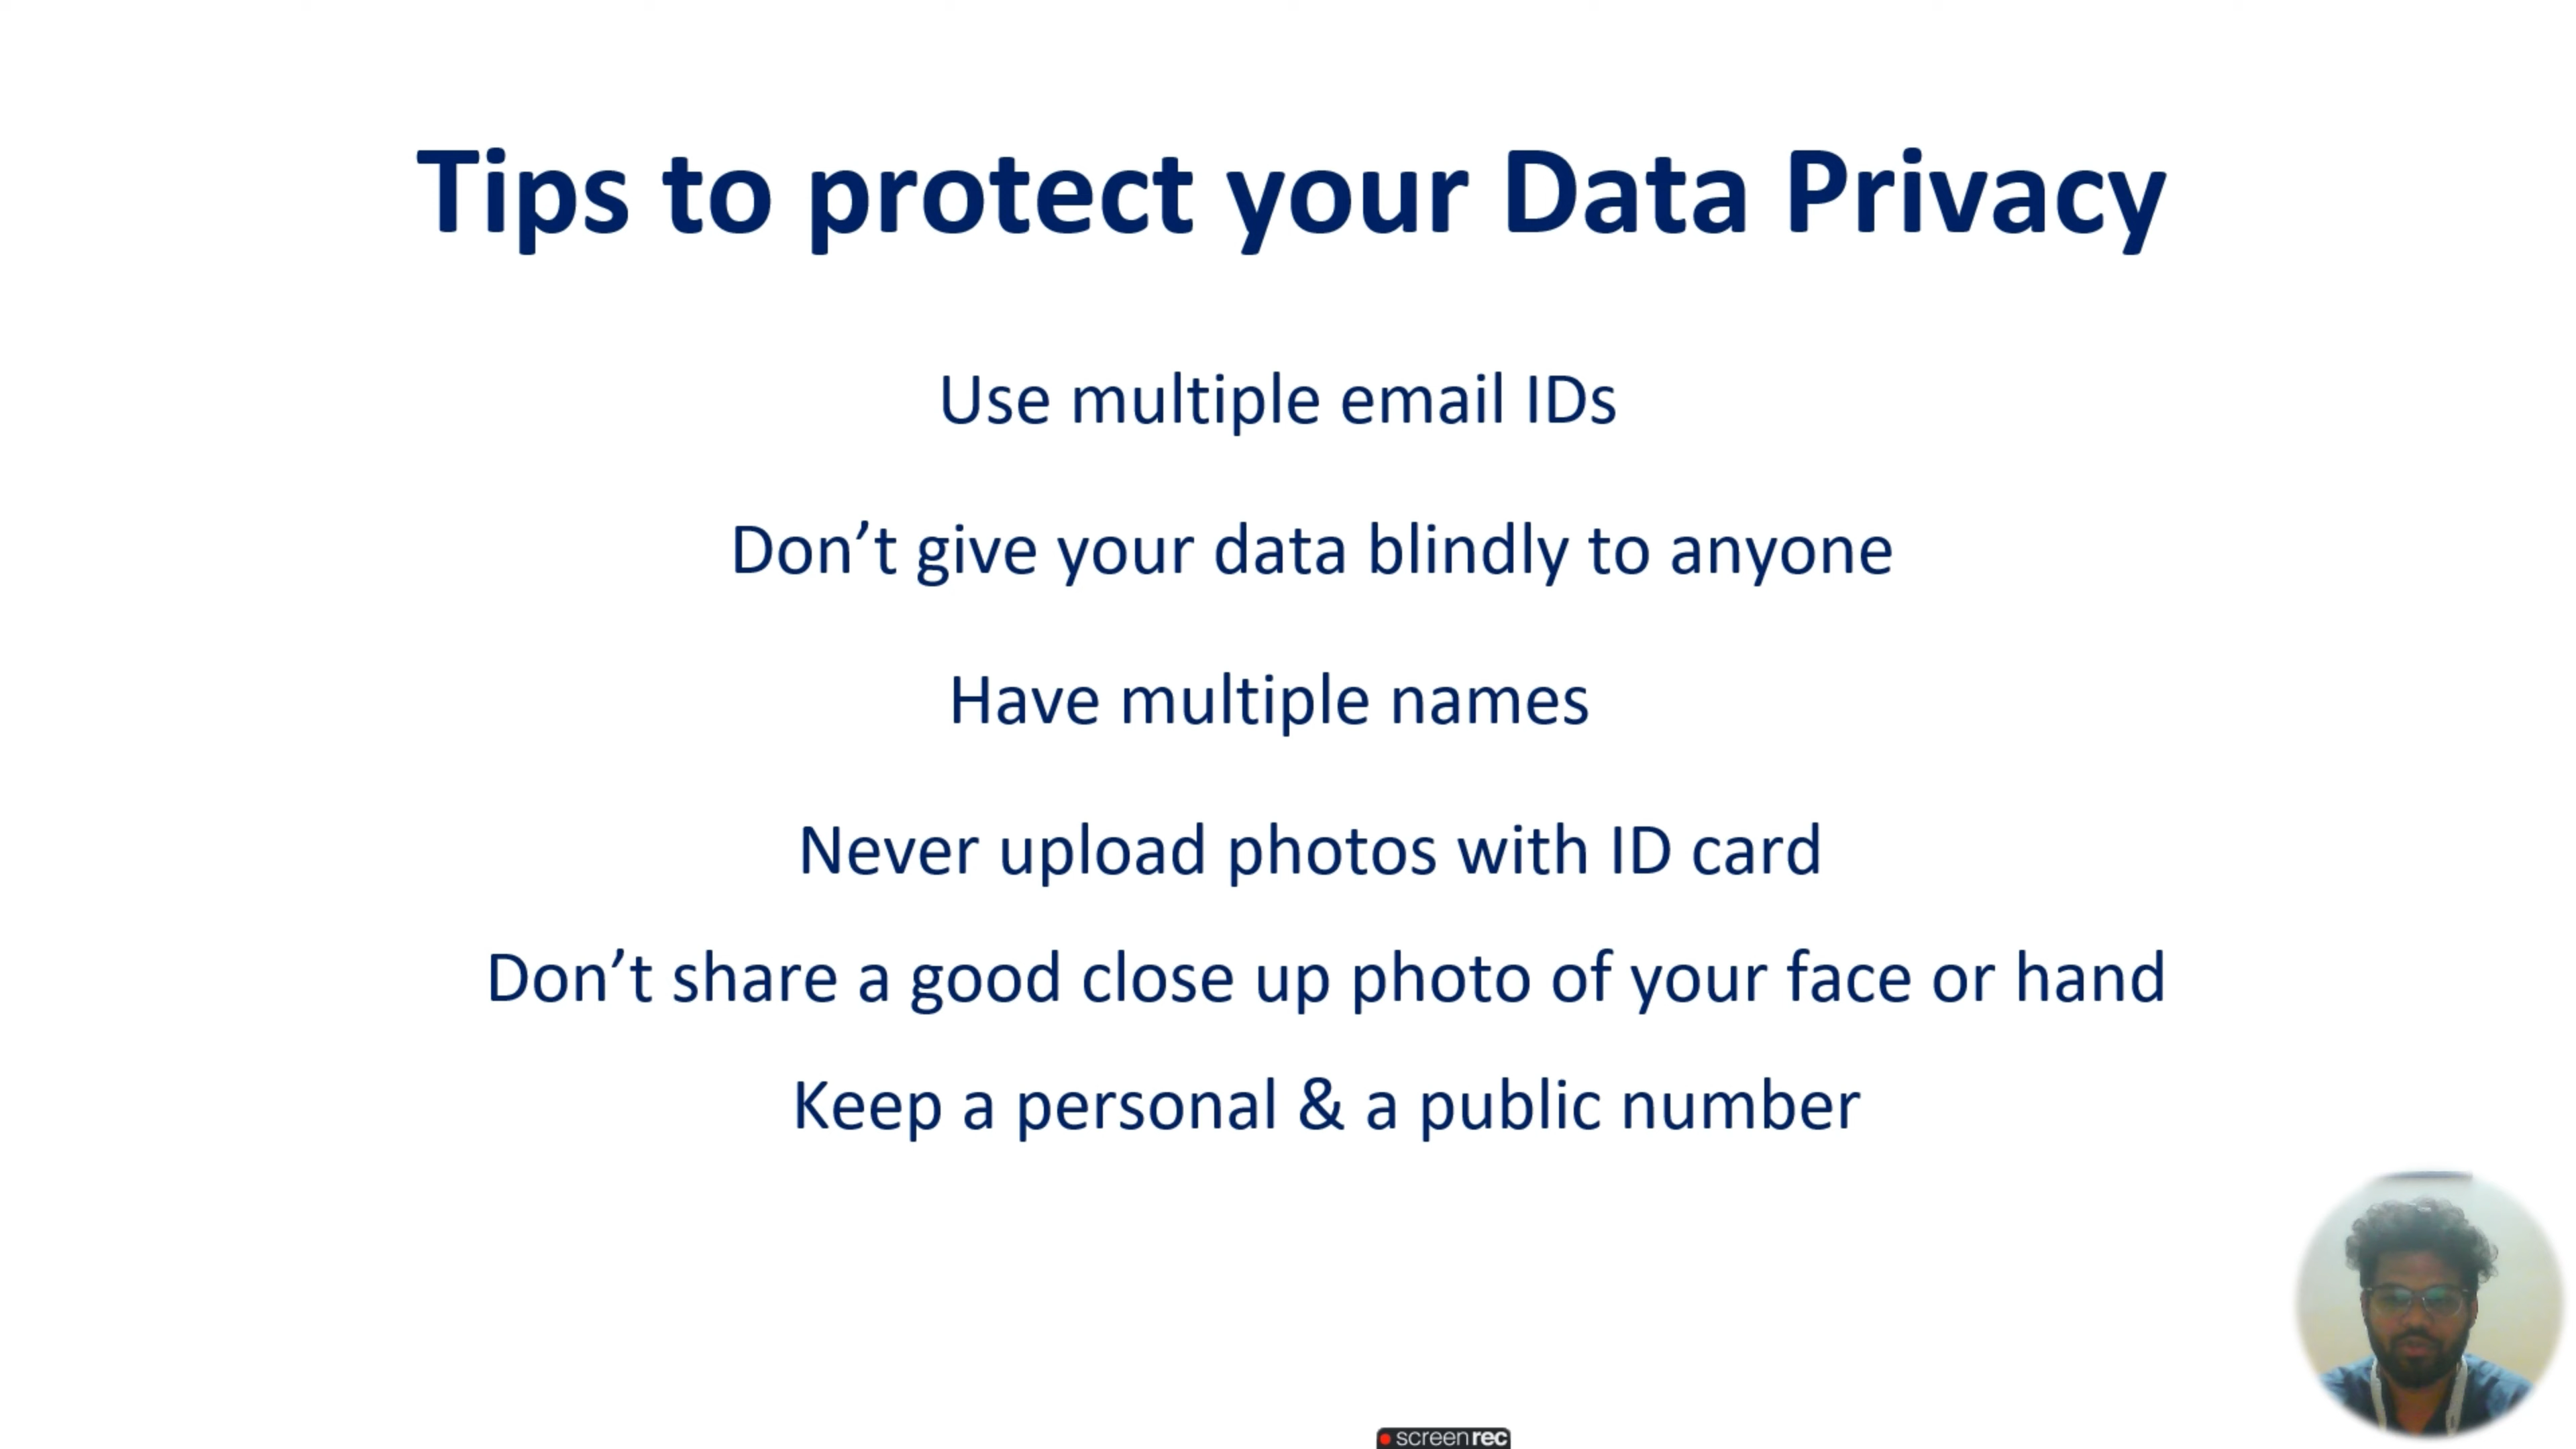 Tips to protect your Data Privacy
Use multiple email IDs
Don’t give your data blindly to anyone
Have multiple names
Never upload photos with ID card
Don’t share a good close up photo of your face or hand
Keep a personal & a public number
screenrec